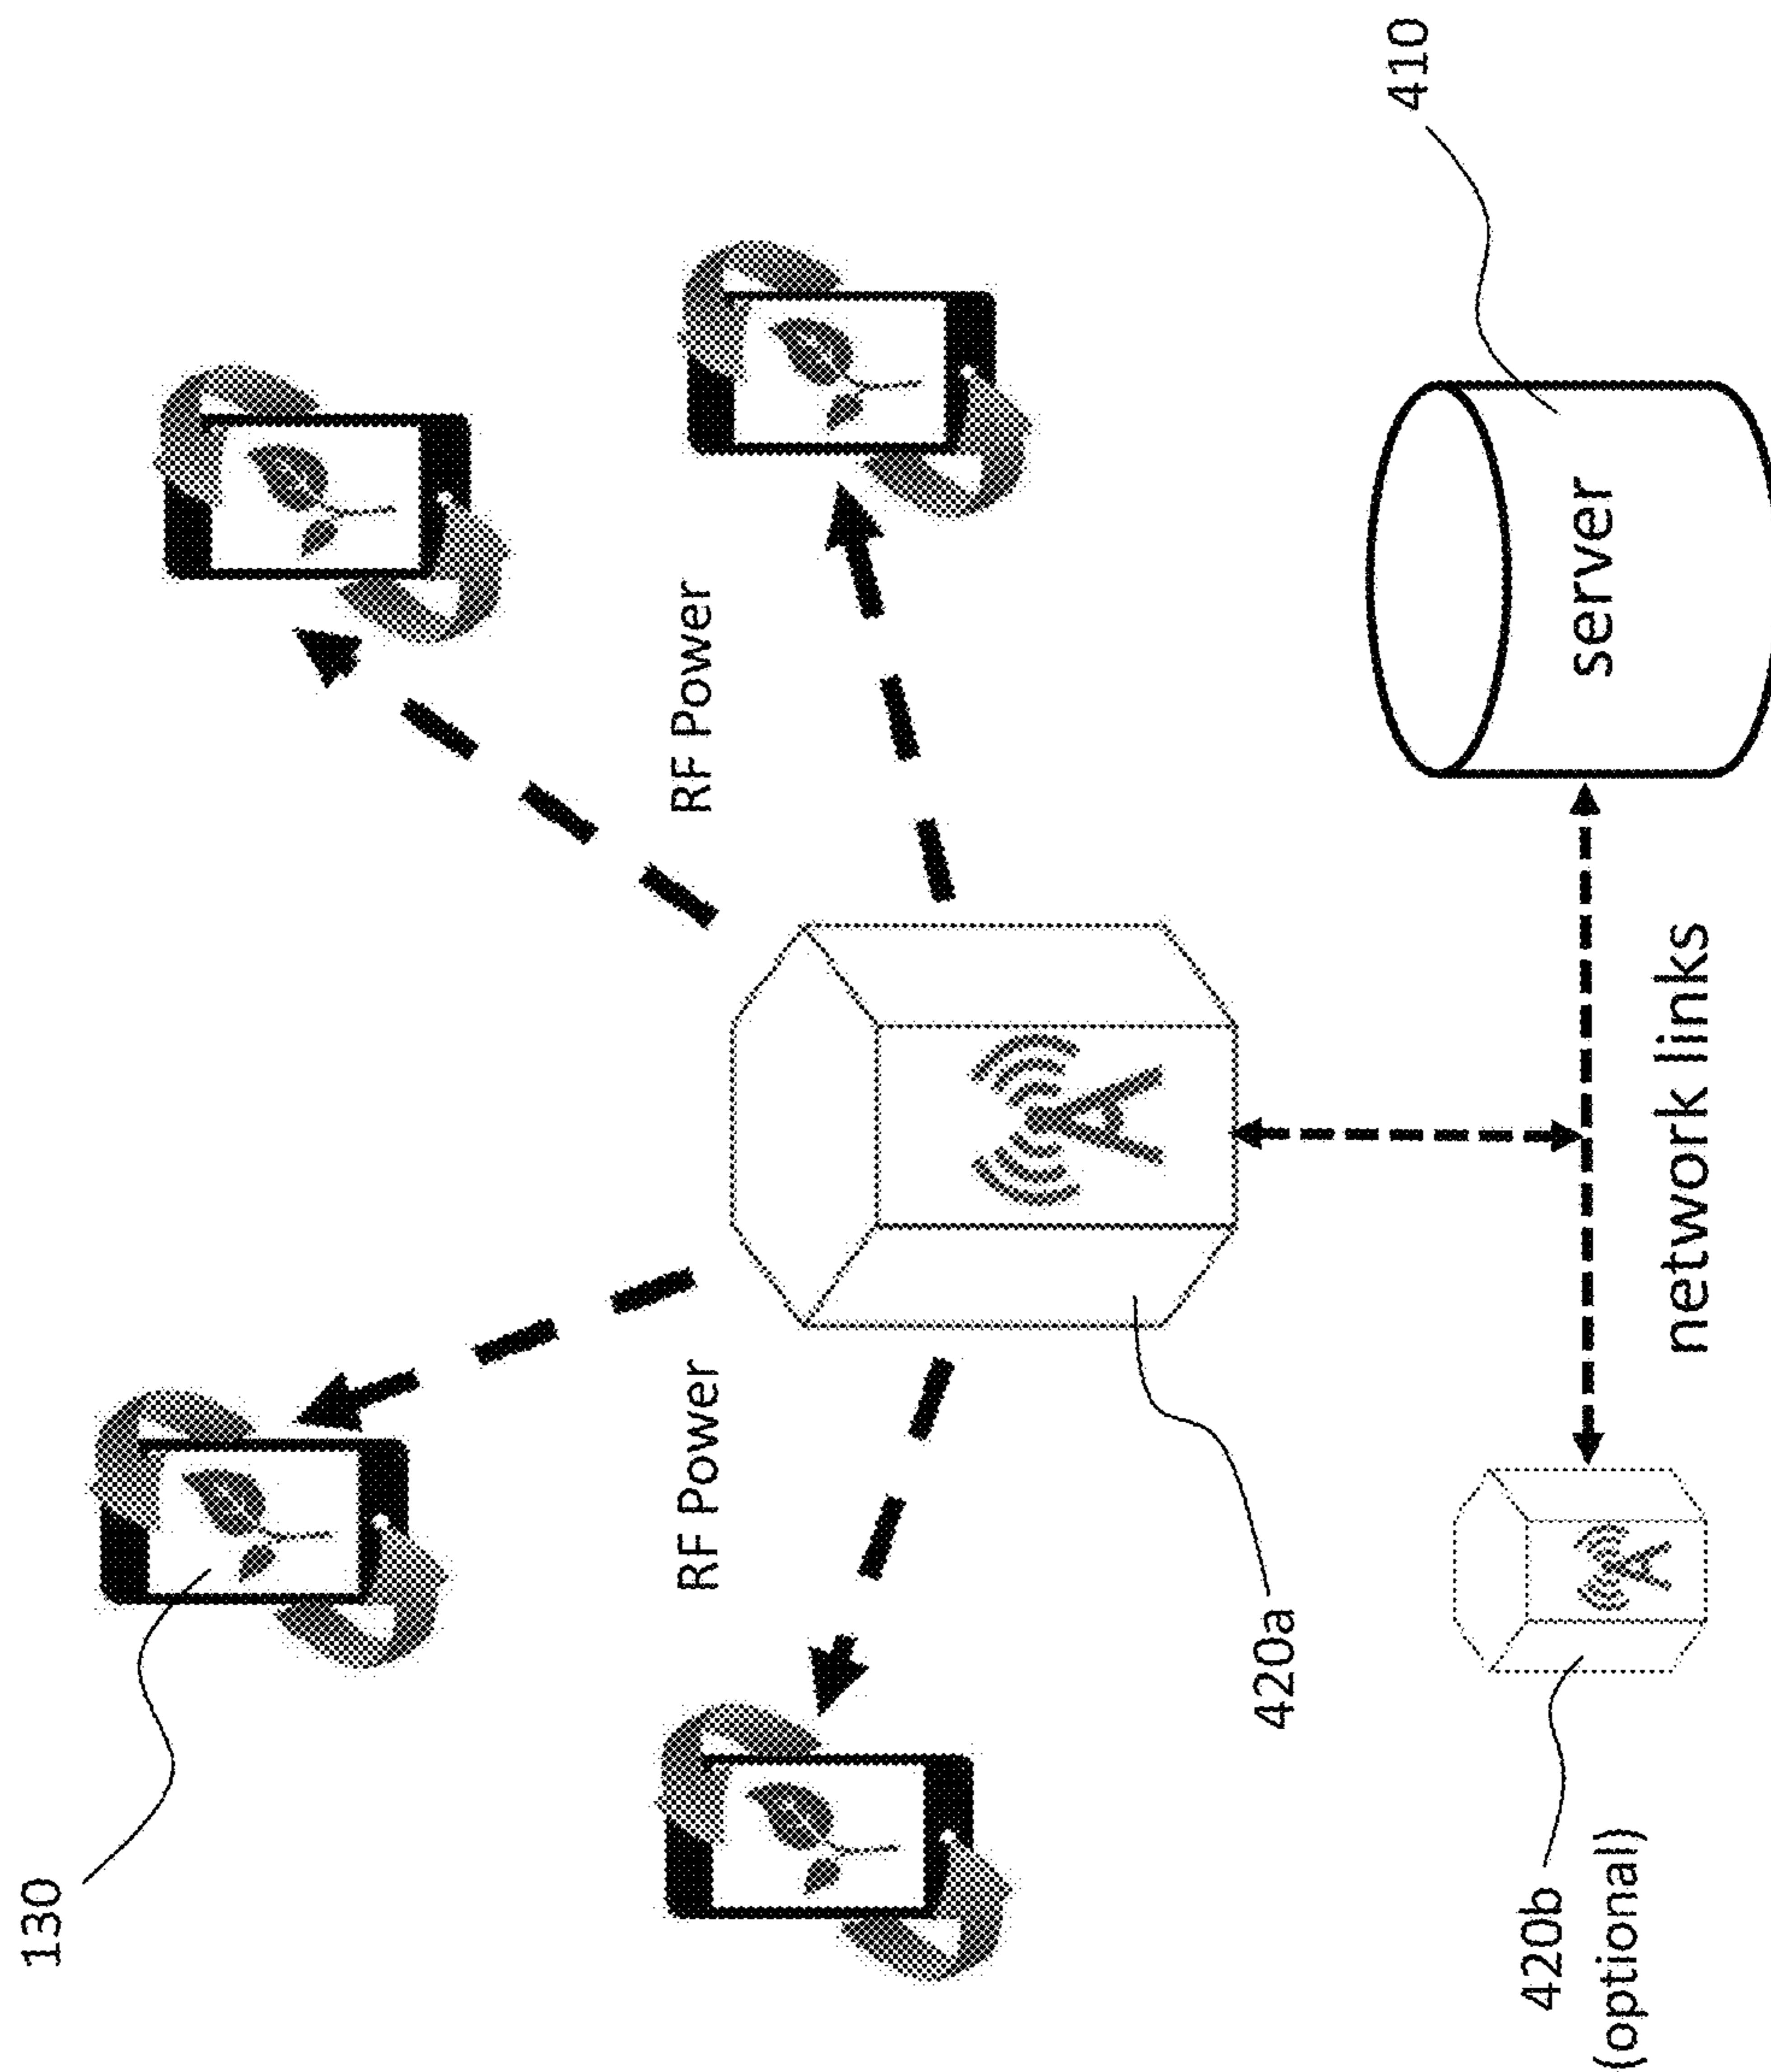 130
RF Power
RF Power
420a
410
server
network links
420b
(optional)